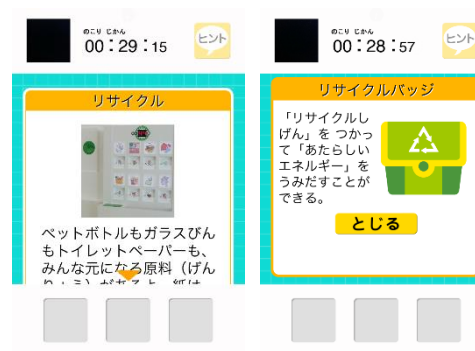 のこり じかん
00:29:15
ヒント
リサイクル
ペットボトルもガラスびん
もトイレットペーパーも、
みんな元になる原料（げん
のこり じかん
00:28:57
ヒント
リサイクルバッジ
「リサイクルし
げん」を つかっ
て「あたらしい
エネルギー」を
うみだすことが
できる。
とじる